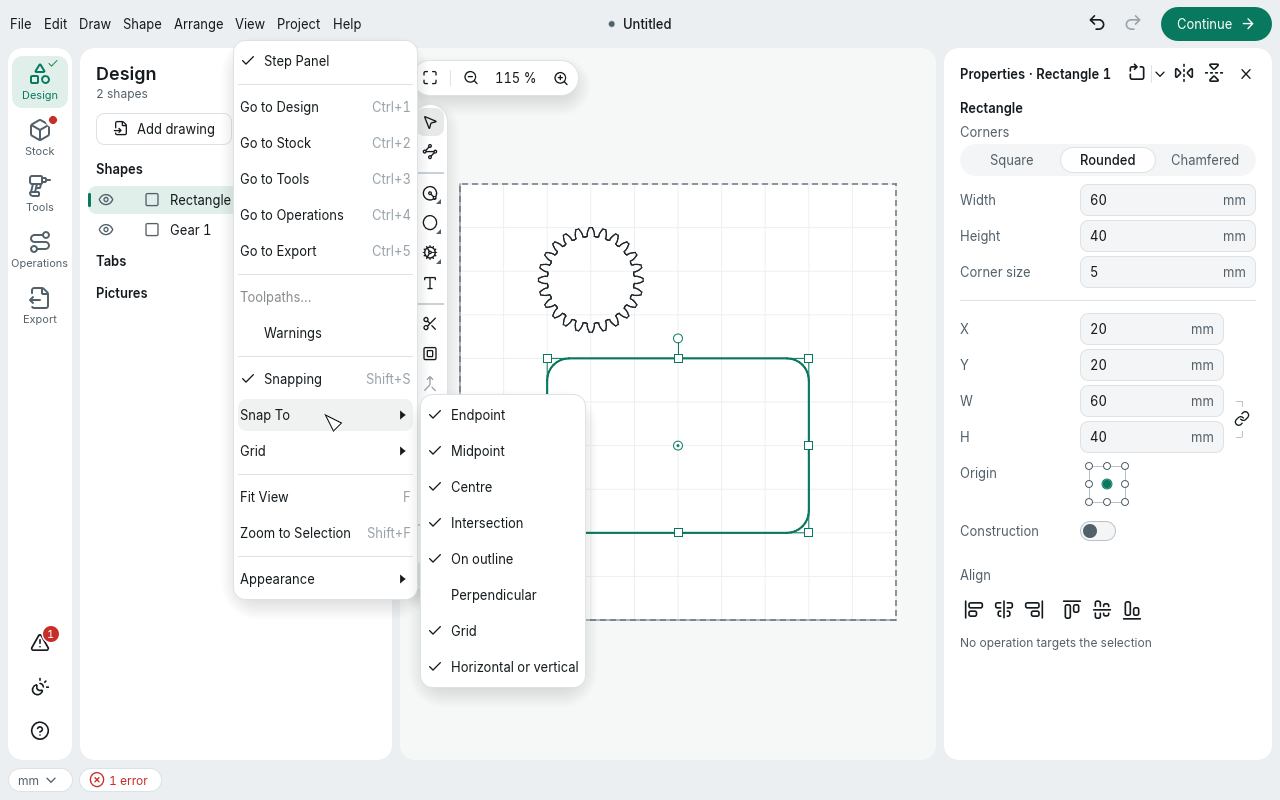 File Edit Draw Shape Arrange View Project Help
Untitled
Continue
Design
Stock
Tools
Operations
Export
1
Design
2 shapes
Add drawing
Shapes
Rectangle
Gear 1
Tabs
Pictures
Step Panel
Go to Design Ctrl+1
Go to Stock Ctrl+2
Go to Tools Ctrl+3
Go to Operations Ctrl+4
Go to Export Ctrl+5
Toolpaths...
Warnings
Snapping Shift+S
Snap To
Grid
Fit View F
Zoom to Selection Shift+F
Appearance
Endpoint
Midpoint
Centre
Intersection
On outline
Perpendicular
Grid
Horizontal or vertical
115 %
Properties · Rectangle 1
Rectangle
Corners
Square Rounded Chamfered
Width 60 mm
Height 40 mm
Corner size 5 mm
X 20 mm
Y 20 mm
W 60 mm
H 40 mm
Origin
Construction
Align
No operation targets the selection
mm
1 error